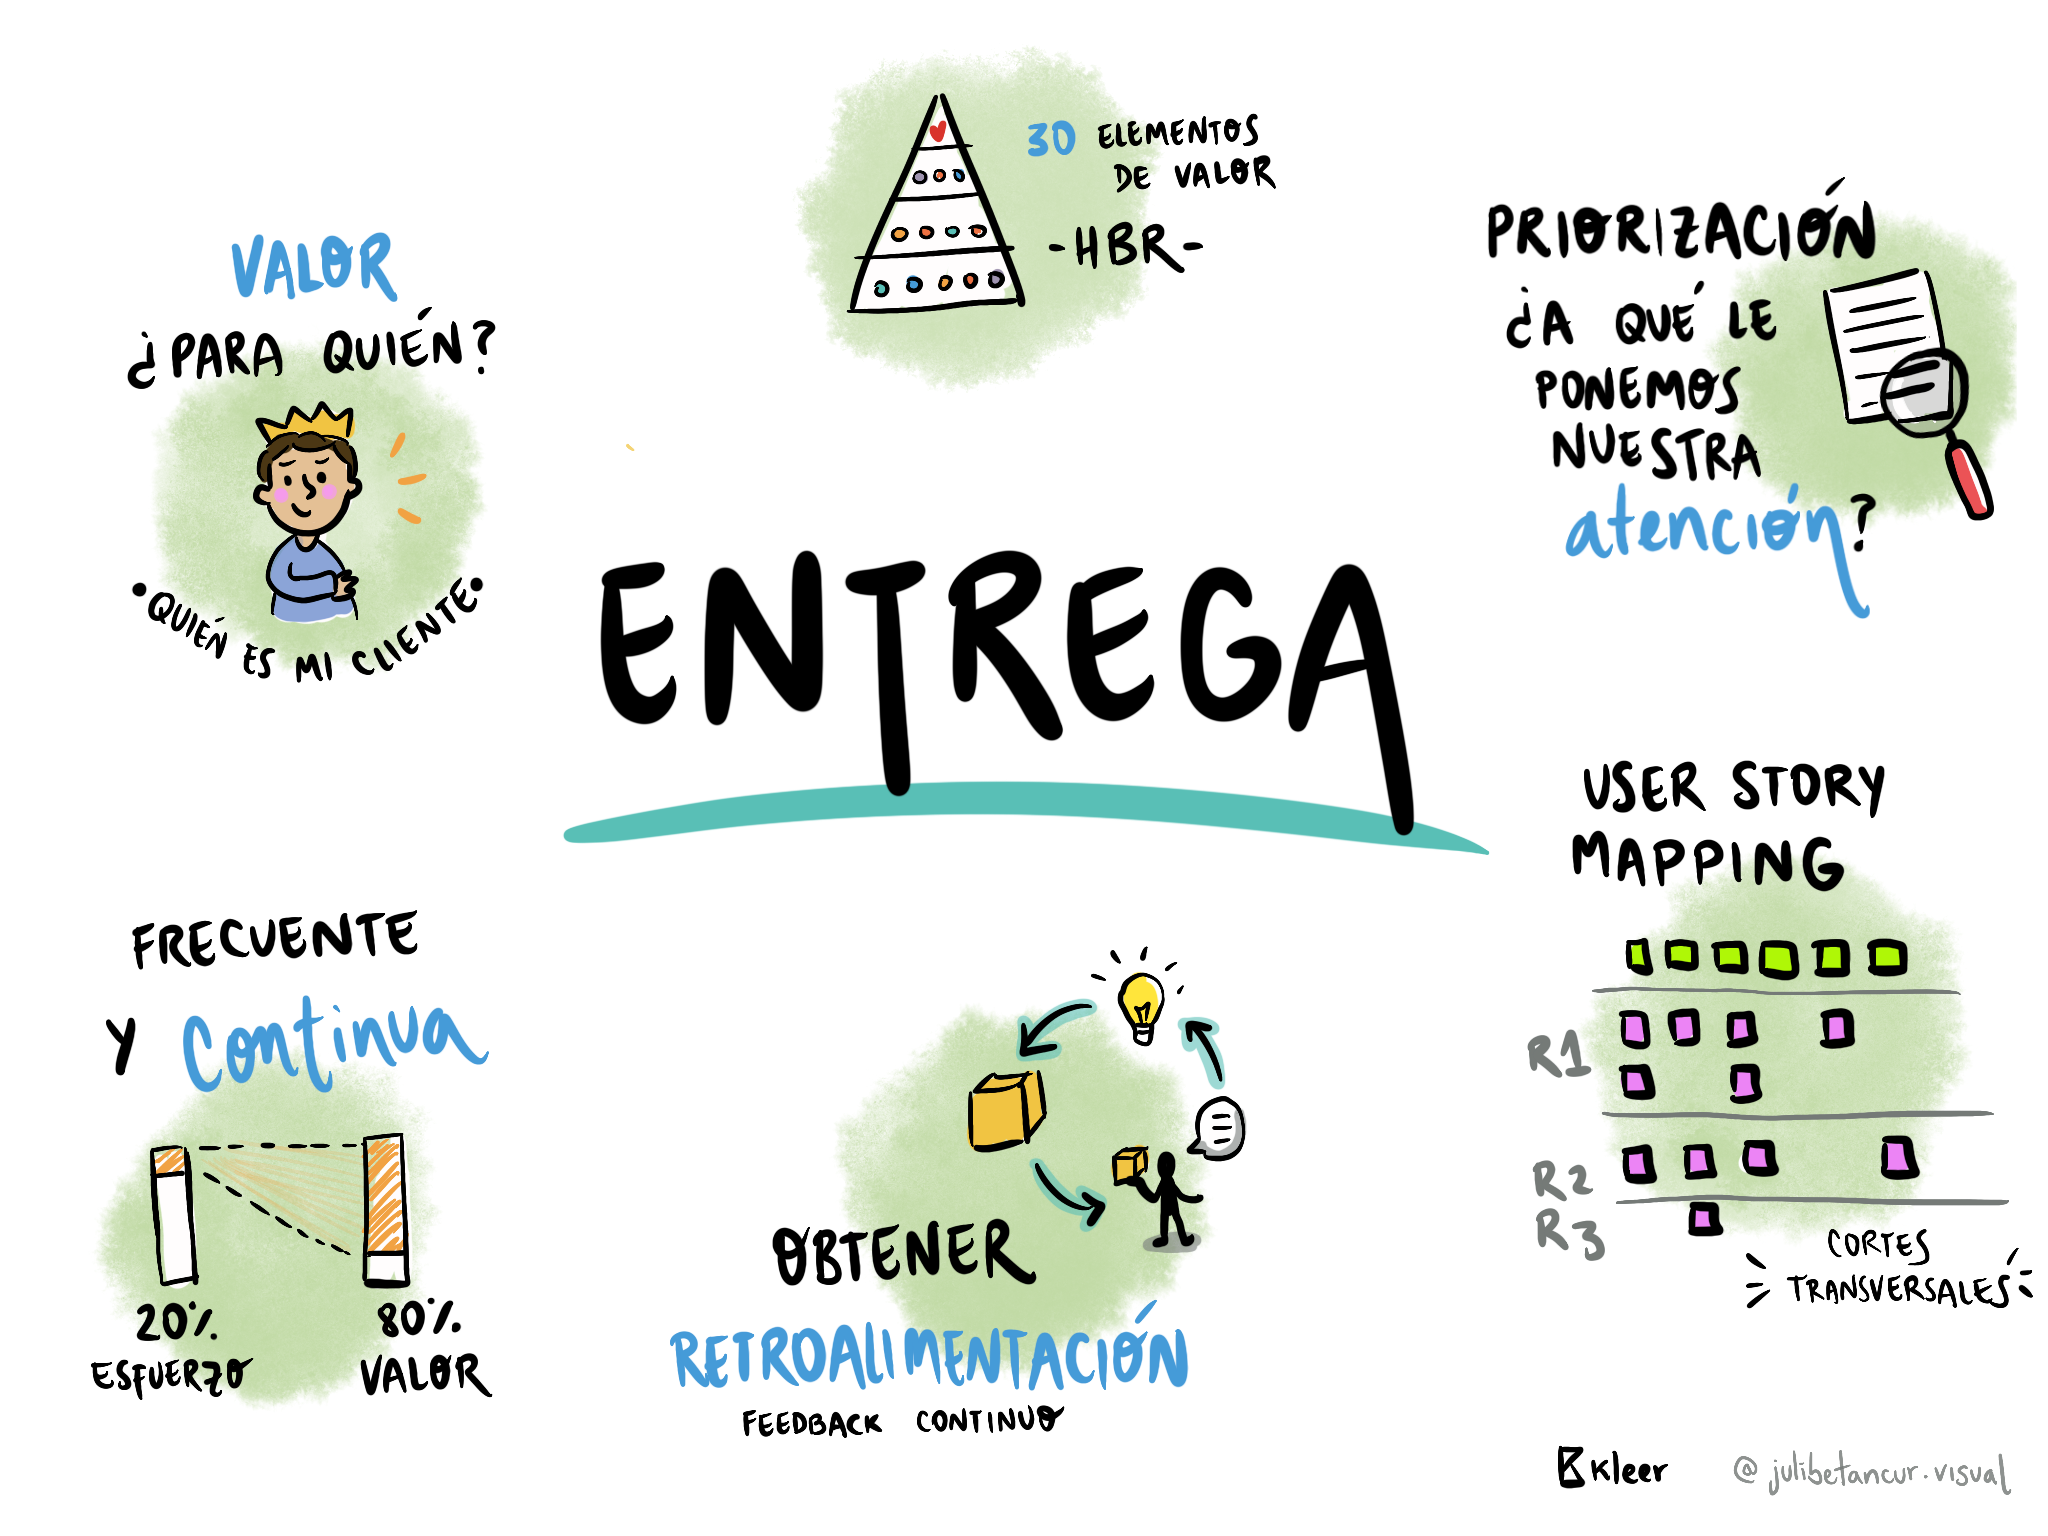 VALOR
¿PARA QUIÉN?
•QUIÉN ES MI CLIENTE•
30 ELEMENTOS
DE VALOR
-HBR-
PRIORIZACIÓN
¿A QUÉ LE
PONEMOS
NUESTRA
atención?
ENTREGA
FRECUENTE
Y Continua
20%
ESFUERZO
80%
VALOR
OBTENER
RETROALIMENTACIÓN
FEEDBACK CONTINUO
USER STORY
MAPPING
R1
R2
R3
CORTES
TRANSVERSALES
Kleer
@julibetancur.visual